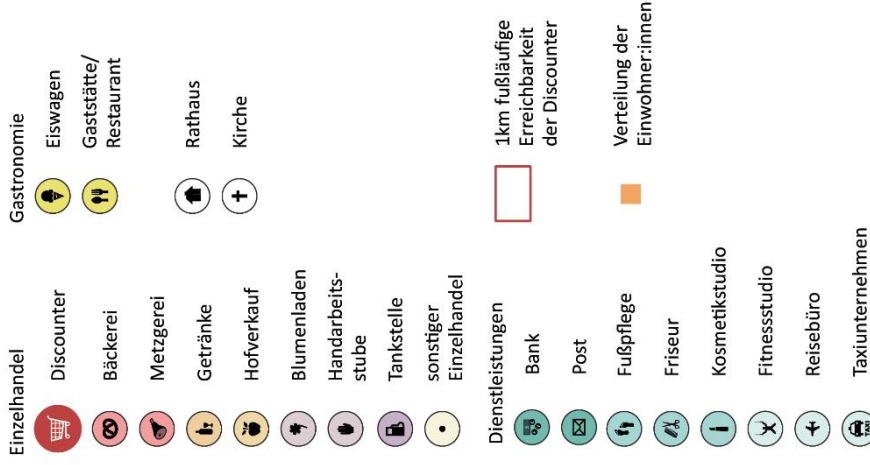 Einzelhandel
Discounter
Bäckerei
Metzgerei
Getränke
Hofverkauf
Blumenladen
Handarbeits-
stube
Tankstelle
sonstiger
Einzelhandel
Gastronomie
Eiswagen
Gaststätte/
Restaurant
Rathaus
Kirche
Dienstleistungen
Bank
Post
Fußpflege
Friseur
Kosmetikstudio
Fitnessstudio
Reisebüro
TAXI
Taxiunternehmen
1km fußläufige
Erreichbarkeit
der Discounter
Verteilung der
Einwohner:innen